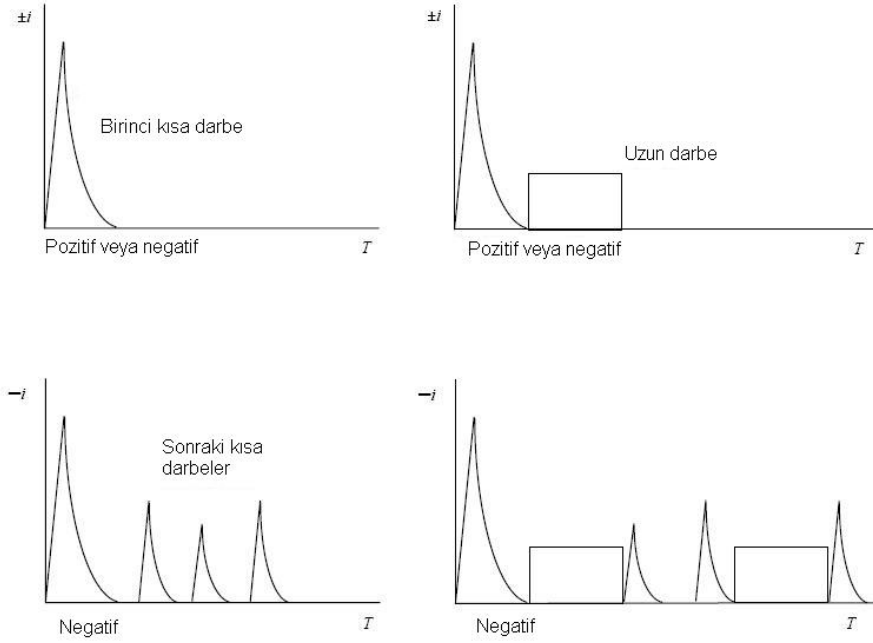 ±i
Birinci kısa darbe
Pozitif veya negatif
T
±i
Uzun darbe
Pozitif veya negatif
T
−i
Sonraki kısa
darbeler
Negatif
T
−i
Negatif
T